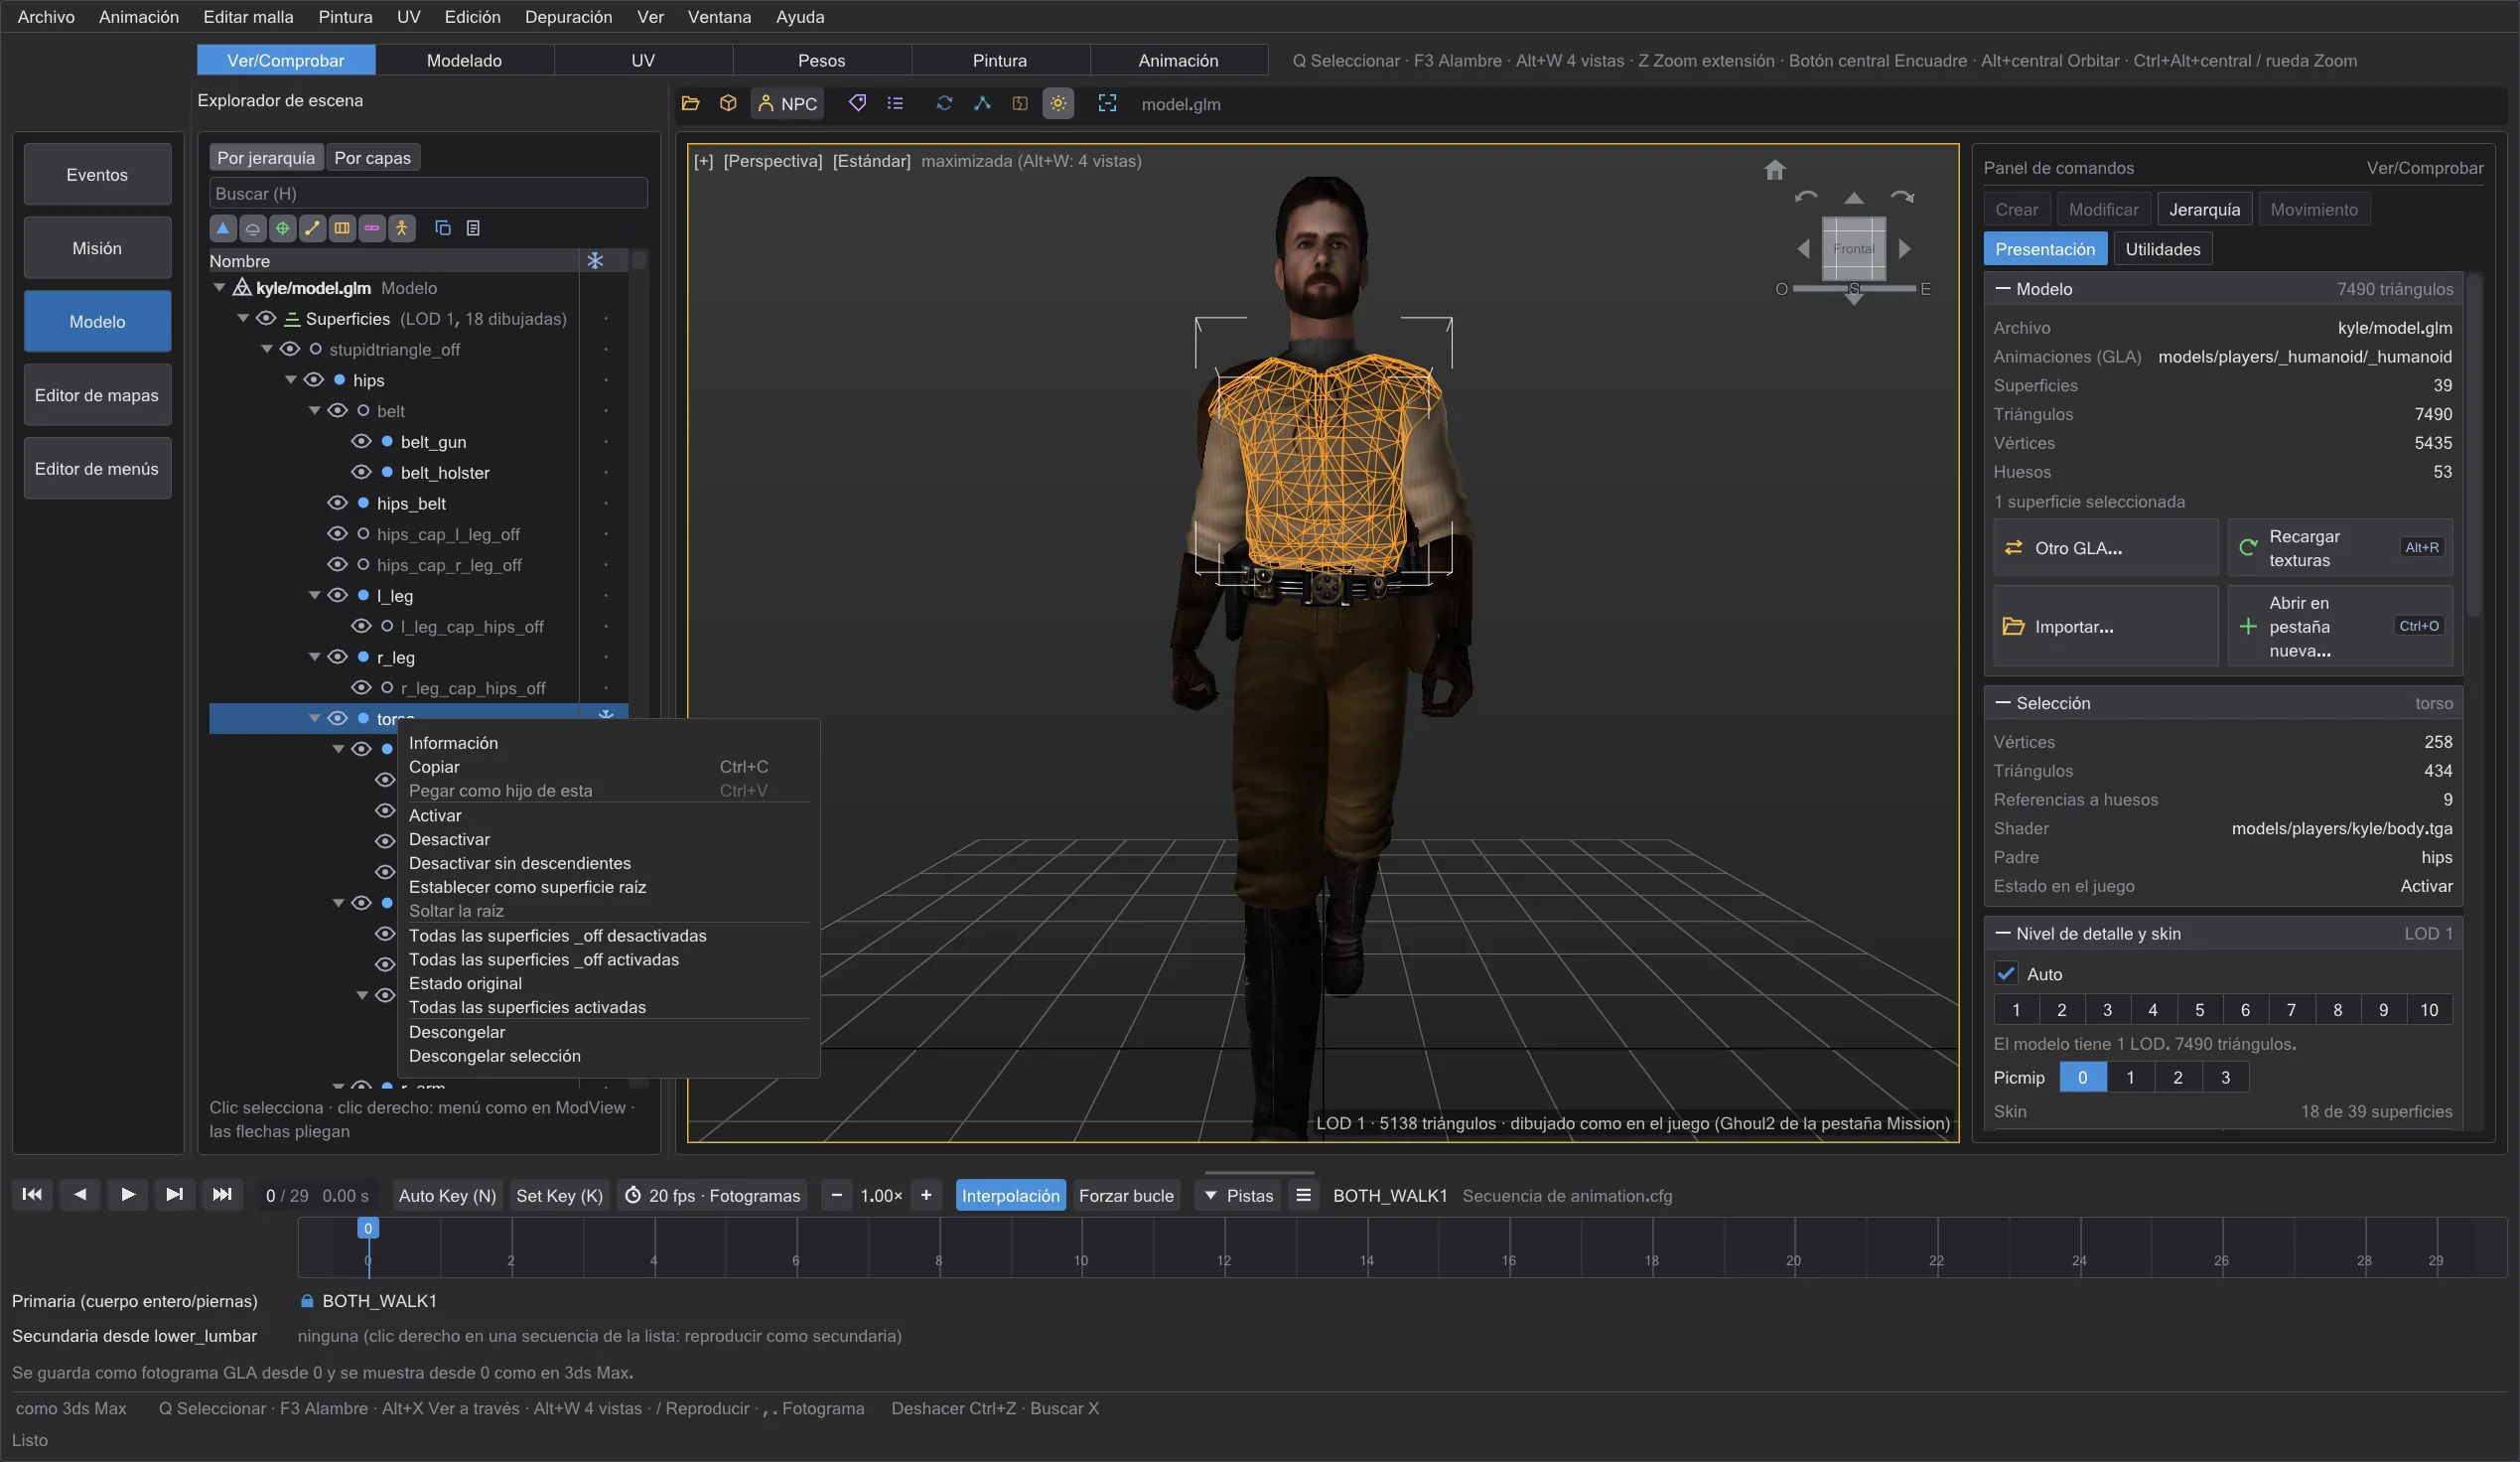 Archivo Animación Editar malla Pintura UV Edición Depuración Ver Ventana Ayuda
Ver/Comprobar Modelado UV Pesos Pintura Animación Q Seleccionar · F3 Alambre · Alt+W 4 vistas · Z Zoom extensión · Botón central Encuadre · Alt+central Orbitar · Ctrl+Alt+central / rueda Zoom
Explorador de escena
NPC model.glm
Eventos
Misión
Modelo
Editor de mapas
Editor de menús
Por jerarquía Por capas
Buscar (H)
Nombre
kyle/model.glm Modelo
Superficies (LOD 1, 18 dibujadas)
stupidtriangle_off
hips
belt
belt_gun
belt_holster
hips_belt
hips_cap_l_leg_off
hips_cap_r_leg_off
l_leg
l_leg_cap_hips_off
r_leg
r_leg_cap_hips_off
torso
Información
Copiar Ctrl+C
Pegar como hijo de esta Ctrl+V
Activar
Desactivar
Desactivar sin descendientes
Establecer como superficie raíz
Soltar la raíz
Todas las superficies _off desactivadas
Todas las superficies _off activadas
Estado original
Todas las superficies activadas
Descongelar
Descongelar selección
r_arm
Clic selecciona · clic derecho: menú como en ModView ·
las flechas pliegan
[+] [Perspectiva] [Estándar] maximizada (Alt+W: 4 vistas)
Frontal
O S E
LOD 1 · 5138 triángulos · dibujado como en el juego (Ghoul2 de la pestaña Mission)
Panel de comandos Ver/Comprobar
Crear Modificar Jerarquía Movimiento
Presentación Utilidades
Modelo 7490 triángulos
Archivo kyle/model.glm
Animaciones (GLA) models/players/_humanoid/_humanoid
Superficies 39
Triángulos 7490
Vértices 5435
Huesos 53
1 superficie seleccionada
Otro GLA...
Recargar
texturas
Alt+R
Importar...
Abrir en
pestaña
nueva...
Ctrl+O
Selección torso
Vértices 258
Triángulos 434
Referencias a huesos 9
Shader models/players/kyle/body.tga
Padre hips
Estado en el juego Activar
Nivel de detalle y skin LOD 1
Auto
1 2 3 4 5 6 7 8 9 10
El modelo tiene 1 LOD. 7490 triángulos.
Picmip 0 1 2 3
Skin 18 de 39 superficies
0 / 29 0.00 s Auto Key (N) Set Key (K) 20 fps · Fotogramas − 1.00× + Interpolación Forzar bucle Pistas BOTH_WALK1 Secuencia de animation.cfg
0
0 2 4 6 8 10 12 14 16 18 20 22 24 26 28 29
Primaria (cuerpo entero/piernas) BOTH_WALK1
Secundaria desde lower_lumbar ninguna (clic derecho en una secuencia de la lista: reproducir como secundaria)
Se guarda como fotograma GLA desde 0 y se muestra desde 0 como en 3ds Max.
como 3ds Max Q Seleccionar · F3 Alambre · Alt+X Ver a través · Alt+W 4 vistas · / Reproducir · , . Fotograma Deshacer Ctrl+Z · Buscar X
Listo